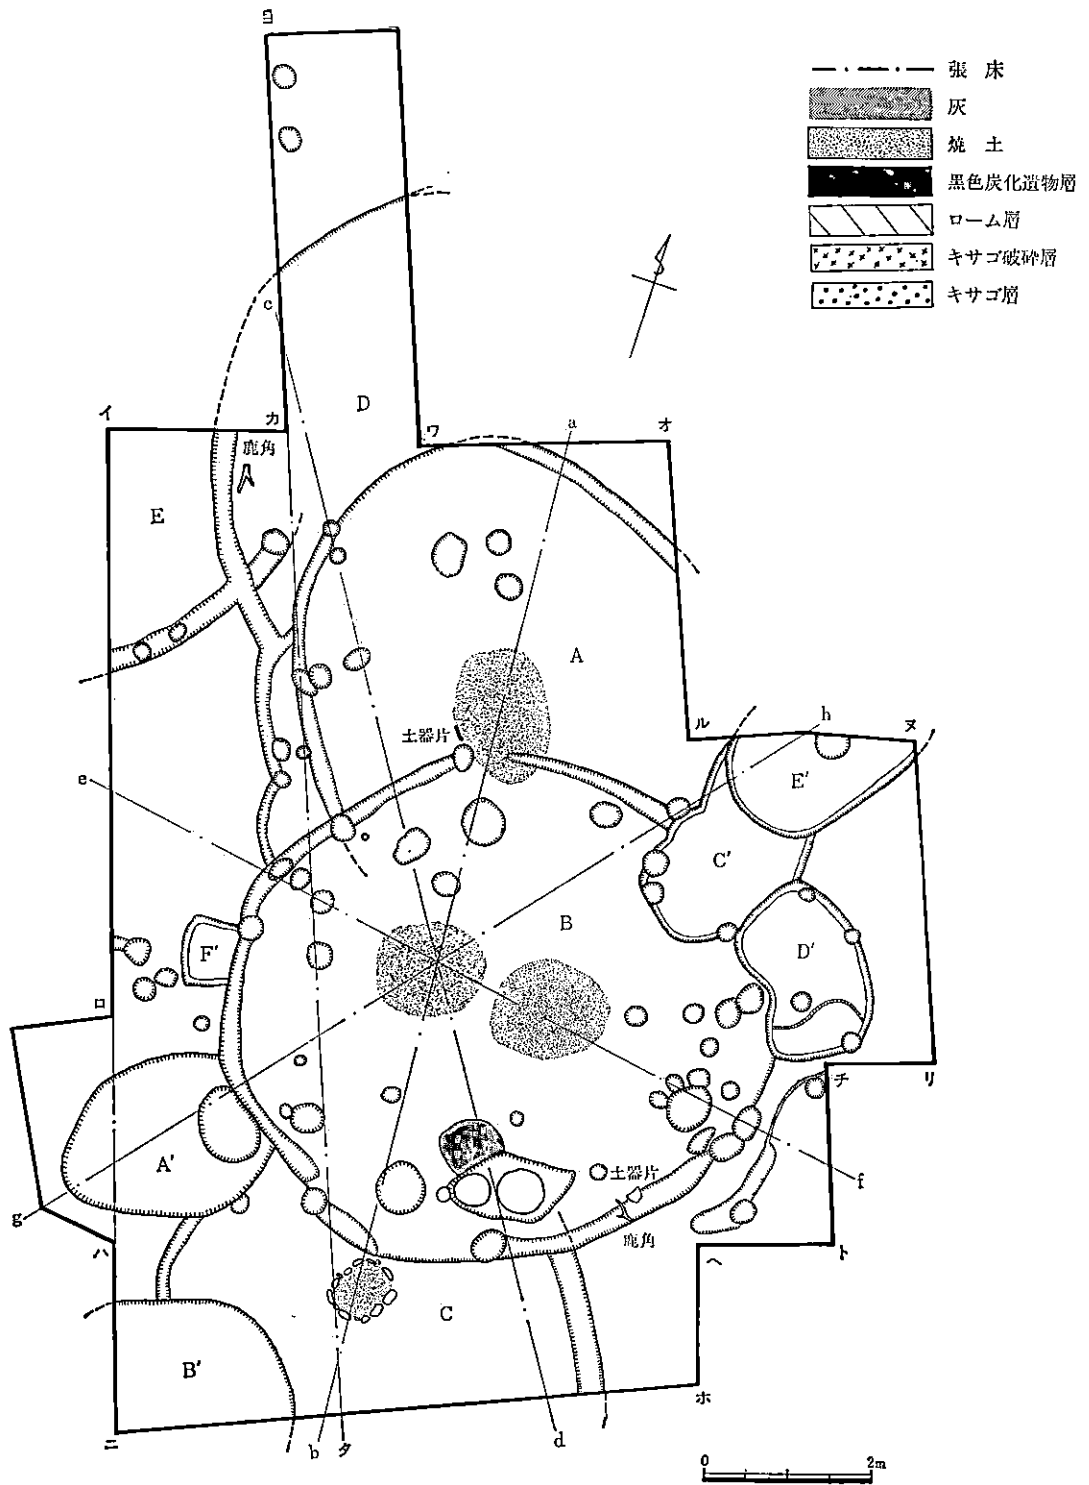 ヨ
張床
灰
焼土
黒色炭化遺物層
ローム層
キサゴ破砕層
キサゴ層
c
D
イ
カ
ワ
a
オ
鹿角
E
A
ル
h
ヌ
土器片
e
E'
C'
B
F'
D'
ロ
チ
リ
A'
土器片
f
g
鹿角
ハ
ヘ
ト
C
B'
ホ
ニ
b
タ
d
0 2m